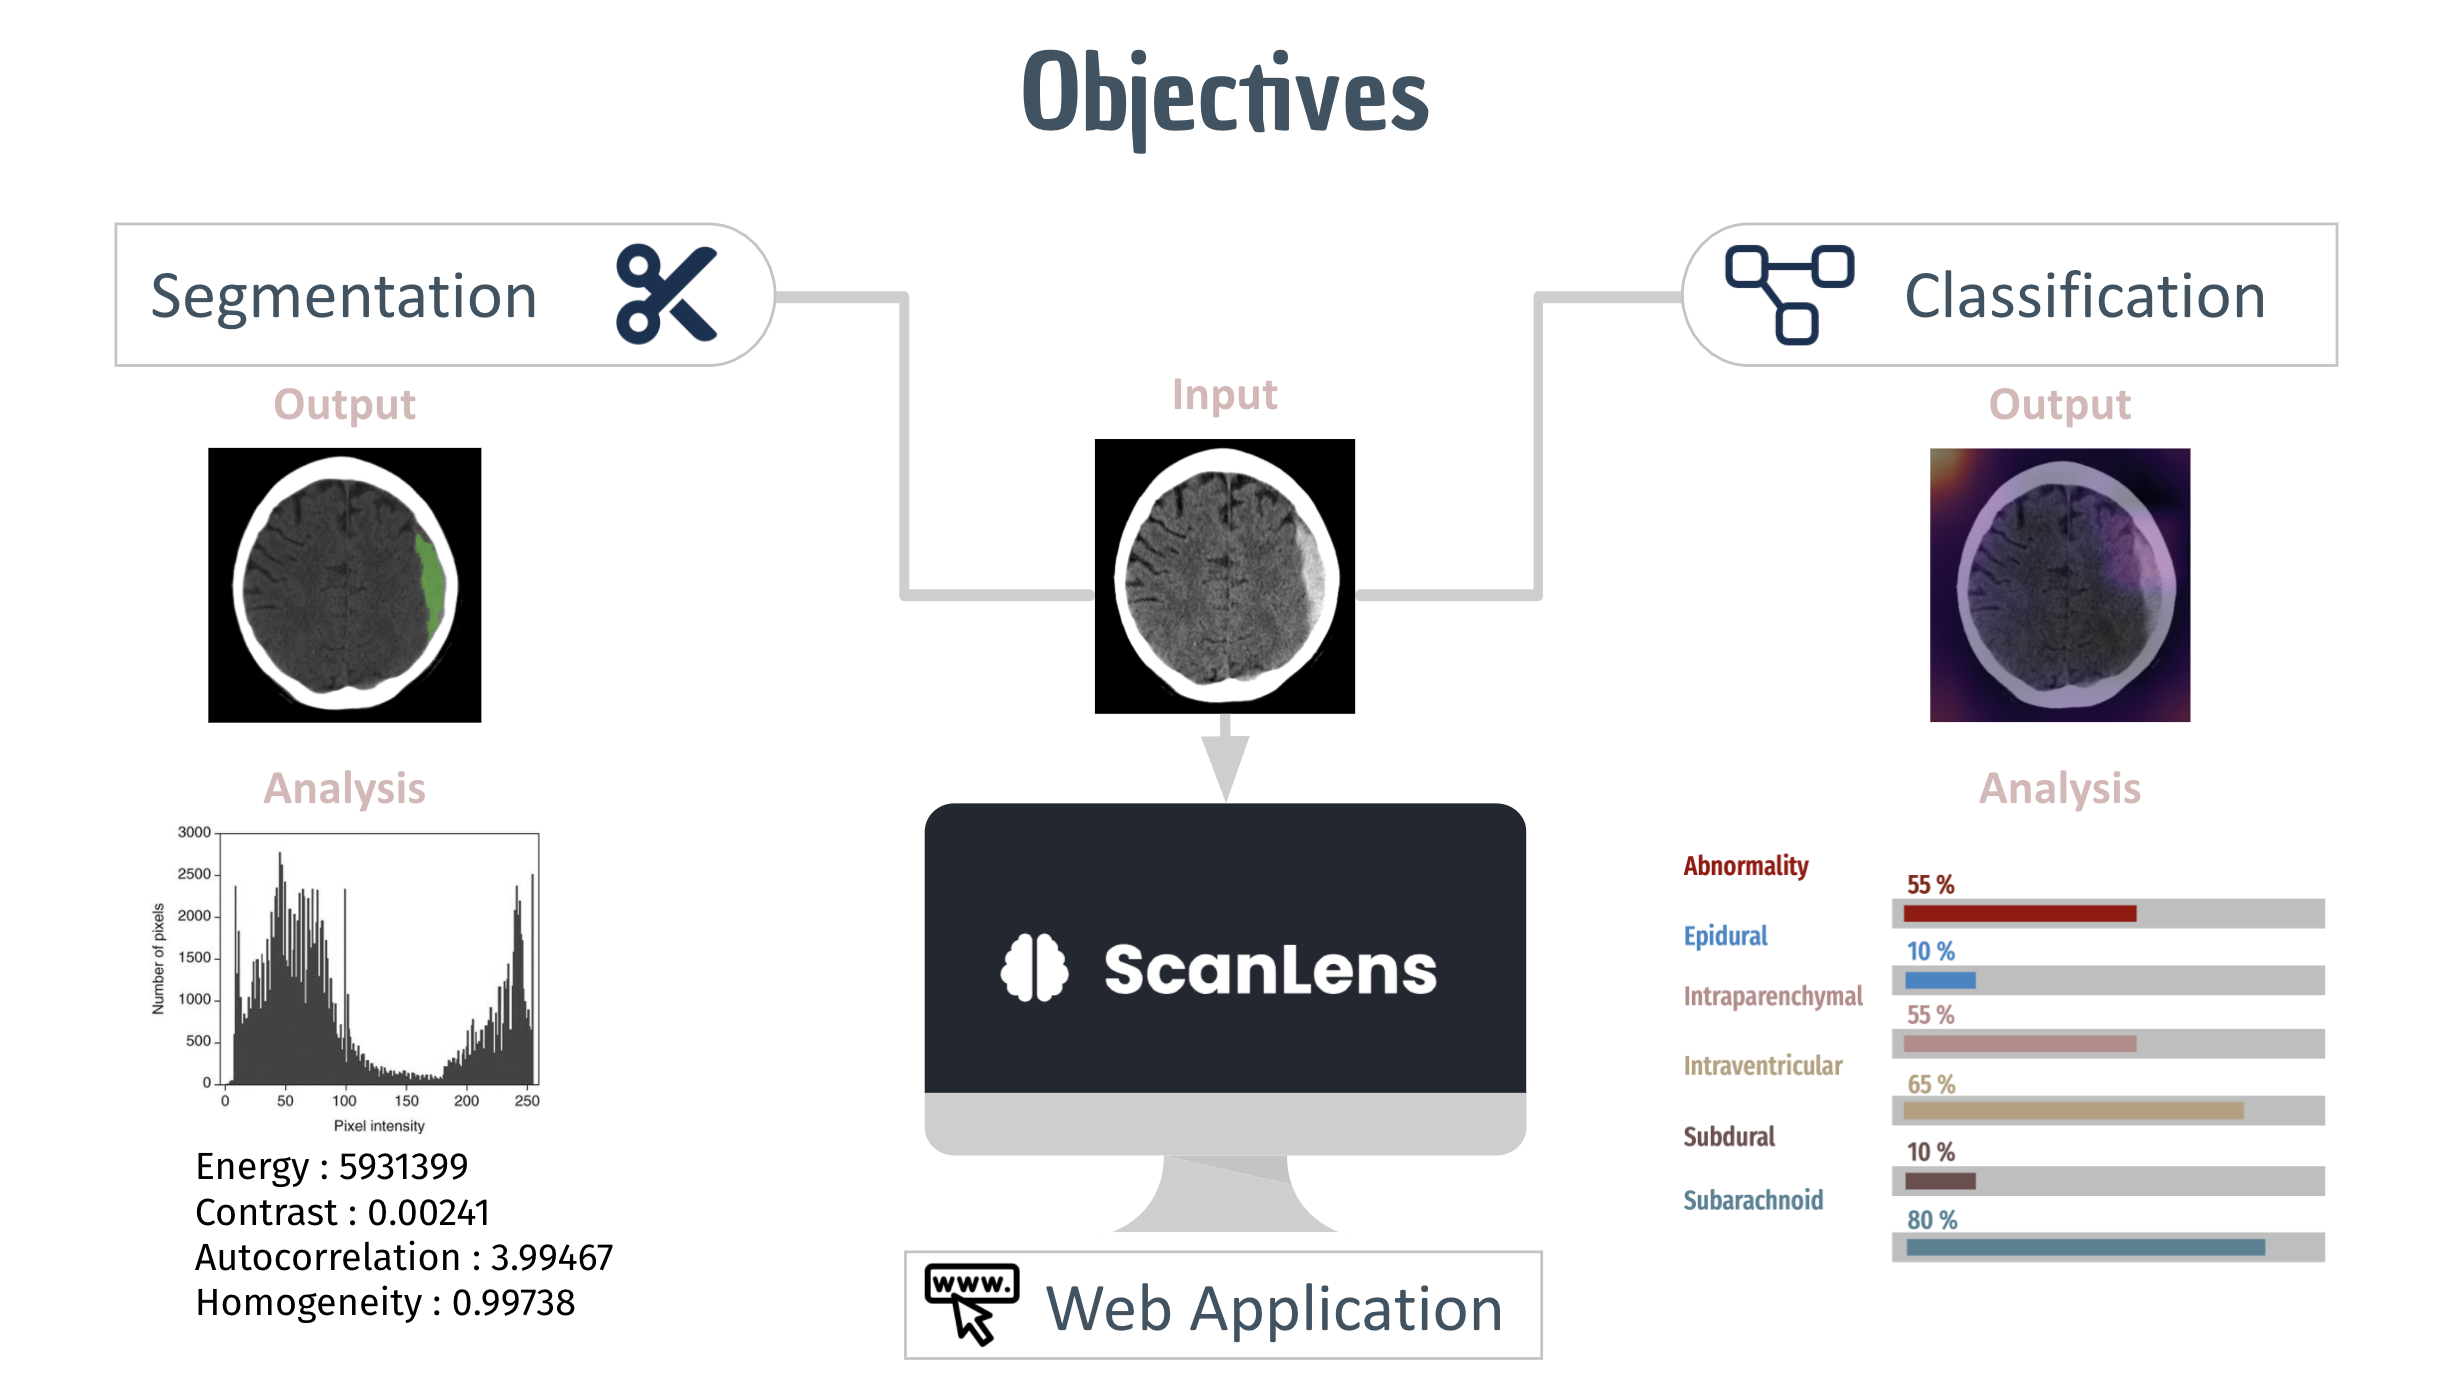 Objectives
Segmentation
Output
Analysis
Number of pixels
3000
2500
2000
1500
1000
500
0
0 50 100 150 200 250
Pixel intensity
Energy : 5931399
Contrast : 0.00241
Autocorrelation : 3.99467
Homogeneity : 0.99738
Input
ScanLens
www.
Web Application
Classification
Output
Analysis
Abnormality
55 %
Epidural
10 %
Intraparenchymal
55 %
Intraventricular
65 %
Subdural
10 %
Subarachnoid
80 %